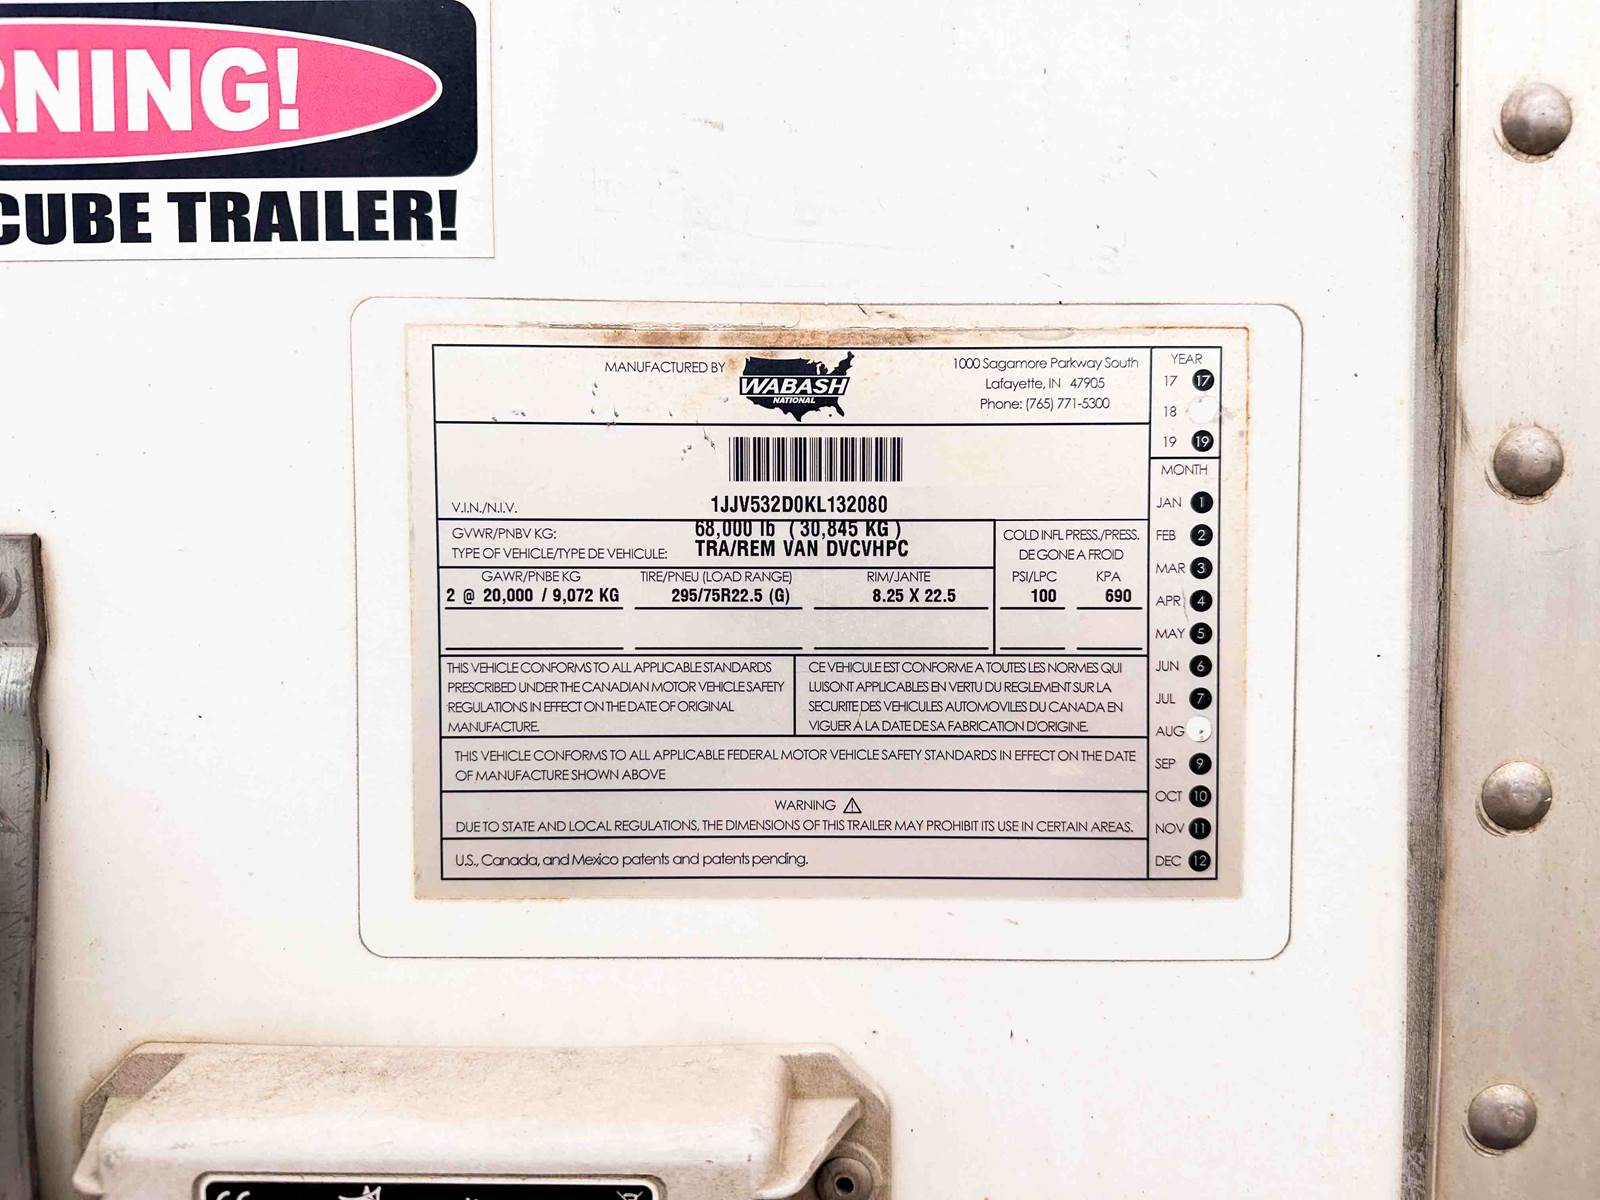 RNING!
CUBE TRAILER!
MANUFACTURED BY
WABASH
NATIONAL
1000 Sagamore Parkway South
Lafayette, IN 47905
Phone: (765) 771-5300
YEAR
17 17
18
19 19
V.I.N./N.I.V.
1JJV532D0KL132080
GVWR/PNBV KG:
68,000 lb ( 30,845 KG )
TYPE OF VEHICLE/TYPE DE VEHICULE:
TRA/REM VAN DVCVHPC
COLD INFL PRESS./PRESS.
DE GONE A FROID
GAWR/PNBE KG TIRE/PNEU (LOAD RANGE) RIM/JANTE PSI/LPC KPA
2 @ 20,000 / 9,072 KG 295/75R22.5 (G) 8.25 X 22.5 100 690
THIS VEHICLE CONFORMS TO ALL APPLICABLE STANDARDS
PRESCRIBED UNDER THE CANADIAN MOTOR VEHICLE SAFETY
REGULATIONS IN EFFECT ON THE DATE OF ORIGINAL
MANUFACTURE.
CE VEHICULE EST CONFORME A TOUTES LES NORMES QUI
LUISONT APPLICABLES EN VERTU DU REGLEMENT SUR LA
SECURITE DES VEHICULES AUTOMOVILES DU CANADA EN
VIGUER A LA DATE DE SA FABRICATION D'ORIGINE.
THIS VEHICLE CONFORMS TO ALL APPLICABLE FEDERAL MOTOR VEHICLE SAFETY STANDARDS IN EFFECT ON THE DATE
OF MANUFACTURE SHOWN ABOVE
WARNING
DUE TO STATE AND LOCAL REGULATIONS, THE DIMENSIONS OF THIS TRAILER MAY PROHIBIT ITS USE IN CERTAIN AREAS.
U.S., Canada, and Mexico patents and patents pending.
MONTH
JAN 1
FEB 2
MAR 3
APR 4
MAY 5
JUN 6
JUL 7
AUG
SEP 9
OCT 10
NOV 11
DEC 12